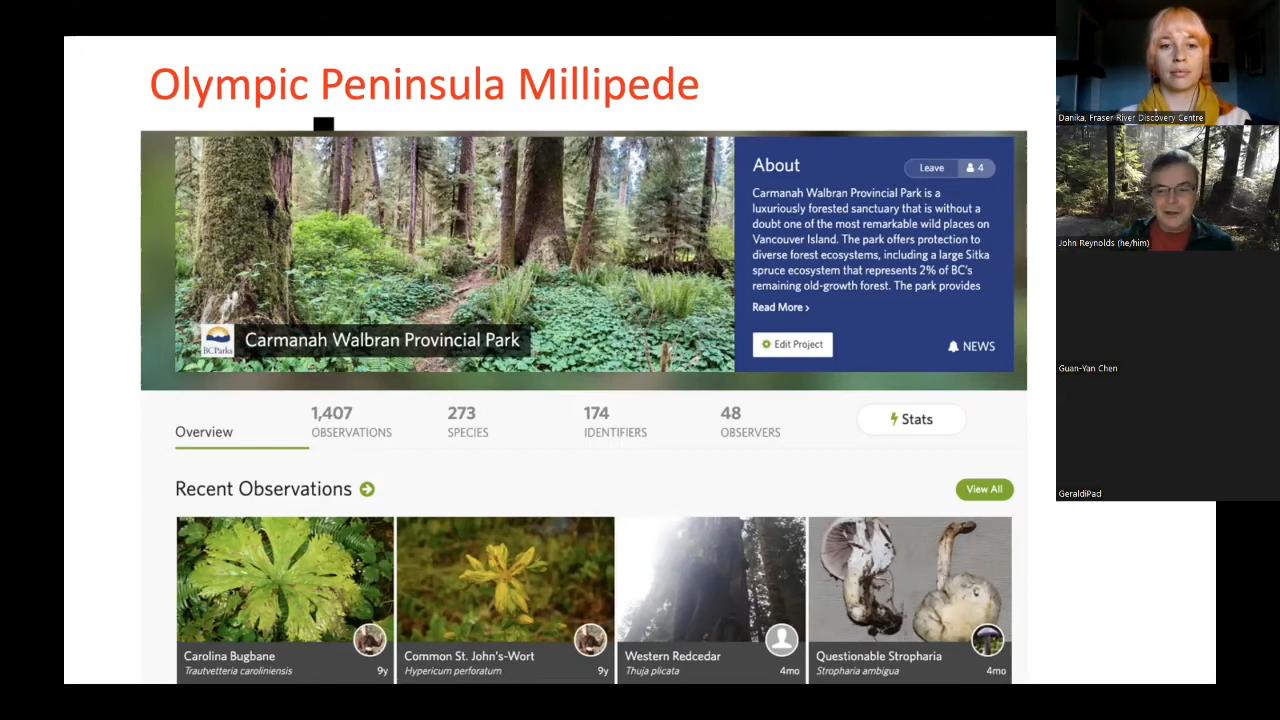 Olympic Peninsula Millipede
About
Leave 4
Carmanah Walbran Provincial Park is a
luxuriously forested sanctuary that is without a
doubt one of the most remarkable wild places on
Vancouver Island. The park offers protection to
diverse forest ecosystems, including a large Sitka
spruce ecosystem that represents 2% of BC's
remaining old-growth forest. The park provides
Read More >
Edit Project
NEWS
BCParks
Carmanah Walbran Provincial Park
Overview
1,407
OBSERVATIONS
273
SPECIES
174
IDENTIFIERS
48
OBSERVERS
Stats
Recent Observations
View All
Carolina Bugbane
Trautvetteria caroliniensis
9y
Common St. John's-Wort
Hypericum perforatum
9y
Western Redcedar
Thuja plicata
4mo
Questionable Stropharia
Stropharia ambigua
4mo
Danika, Fraser River Discovery Centre
John Reynolds (he/him)
Guan-Yan Chen
GeraldiPad